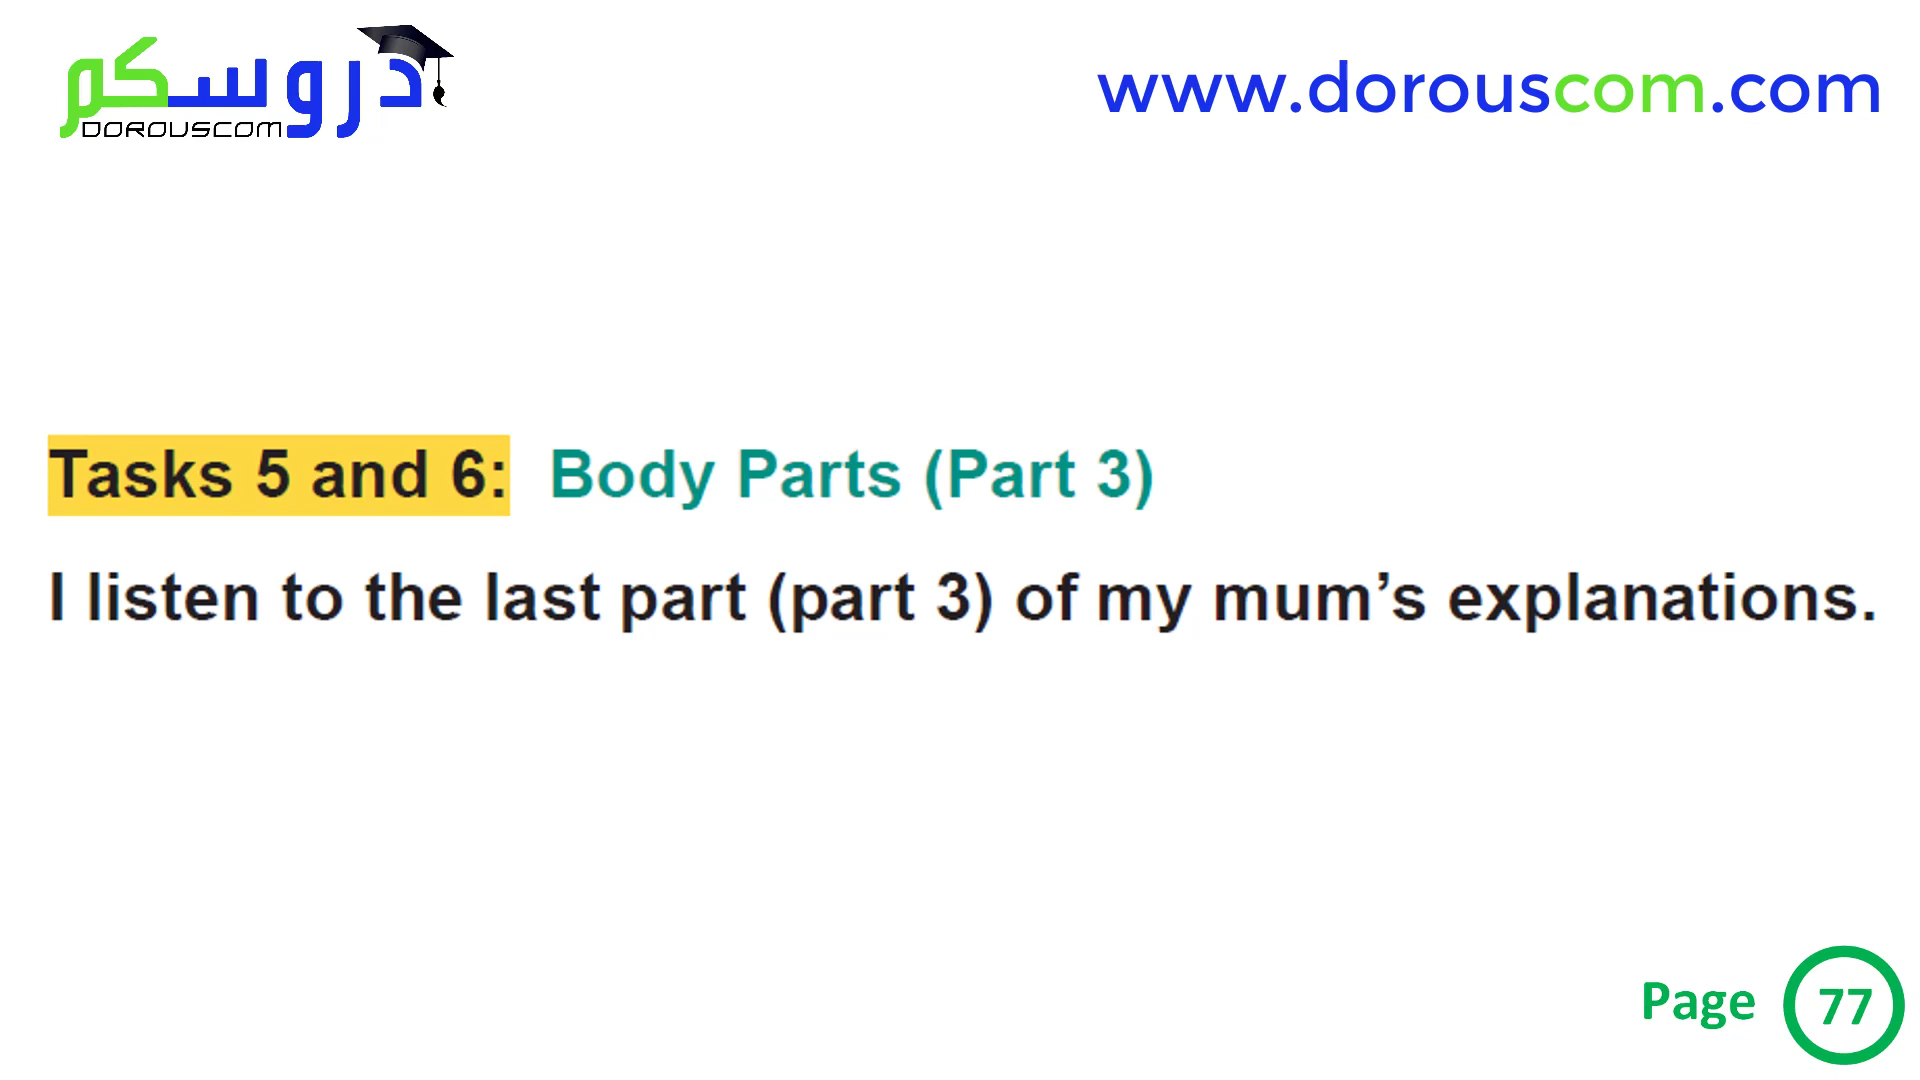 دروسكم
DOROUSCOM
www.dorouscom.com
Tasks 5 and 6: Body Parts (Part 3)
I listen to the last part (part 3) of my mum’s explanations.
Page 77